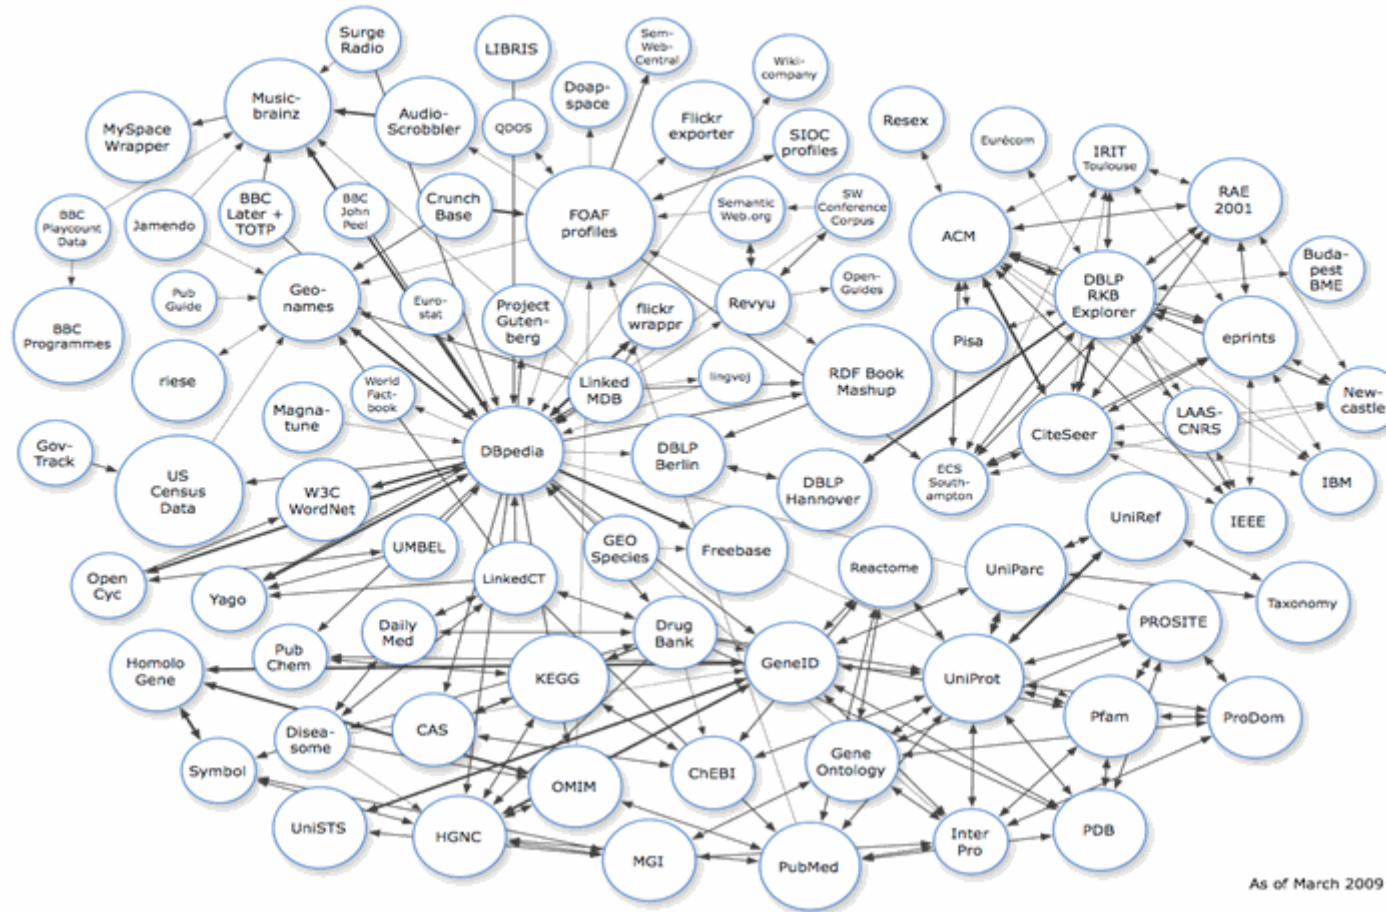 Surge
Radio
LIBRIS
Sem-
Web-
Central
Wiki-
company
Music-
brainz
Audio-
Scrobbler
Doap-
space
QDOS
Flickr
exporter
SIOC
profiles
MySpace
Wrapper
Resex
Eurécom
IRIT
Toulouse
RAE
2001
BBC
Playcount
Data
Jamendo
BBC
Later +
TOTP
BBC
John
Peel
Crunch
Base
FOAF
profiles
Semantic
Web.org
SW
Conference
Corpus
ACM
Buda-
pest
BME
Pub
Guide
Geo-
names
Euro-
stat
Project
Guten-
berg
flickr
wrappr
Revyu
Open-
Guides
DBLP
RKB
Explorer
BBC
Programmes
riese
World
Fact-
book
Linked
MDB
lingvoj
RDF Book
Mashup
Pisa
eprints
Magna-
tune
New-
castle
Gov-
Track
US
Census
Data
W3C
WordNet
DBpedia
DBLP
Berlin
DBLP
Hannover
ECS
South-
ampton
CiteSeer
LAAS-
CNRS
IBM
IEEE
Open
Cyc
Yago
UMBEL
LinkedCT
GEO
Species
Freebase
Reactome
UniParc
UniRef
Taxonomy
PROSITE
Homolo
Gene
Pub
Chem
Daily
Med
KEGG
Drug
Bank
GeneID
UniProt
Pfam
ProDom
Symbol
Disea-
some
CAS
OMIM
ChEBI
Gene
Ontology
UniSTS
HGNC
MGI
PubMed
Inter
Pro
PDB
As of March 2009